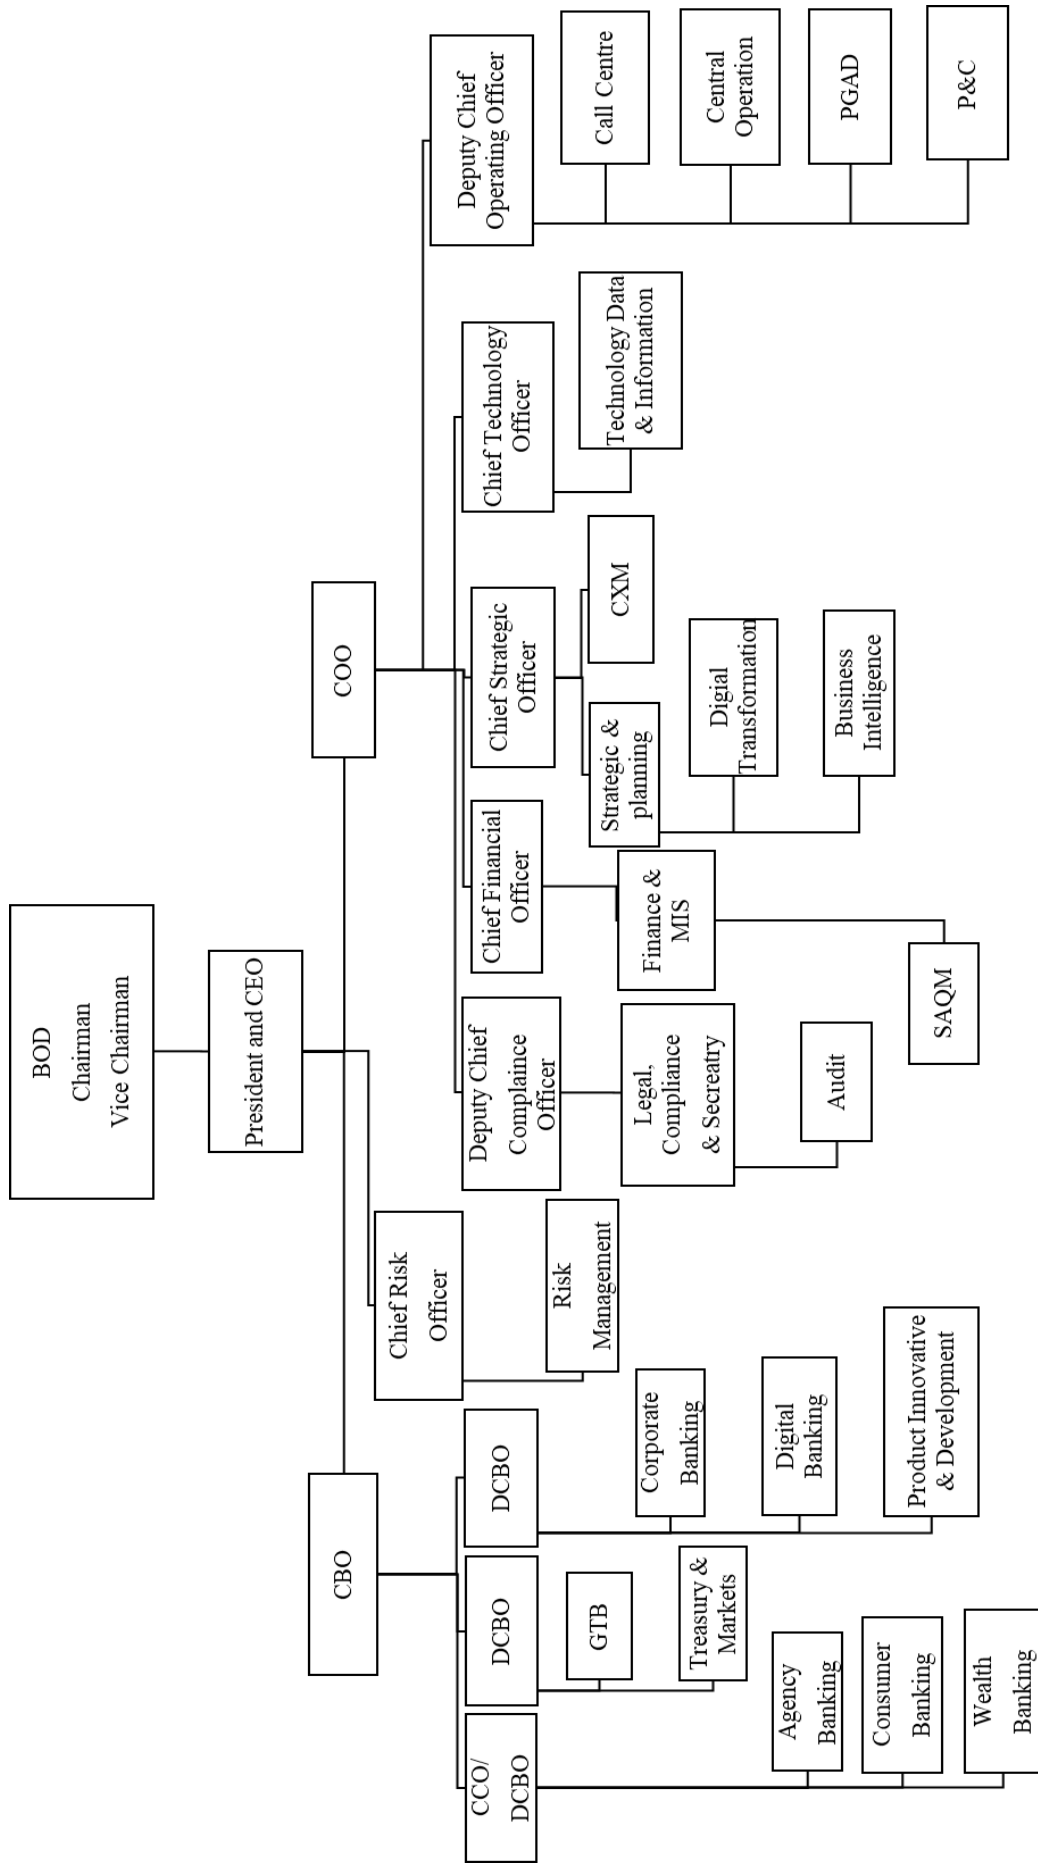 BOD
Chairman
Vice Chairman
President and CEO
CBO
Chief Risk
Officer
COO
CCO/
DCBO
DCBO
DCBO
Deputy Chief
Complaince
Officer
Chief Financial
Officer
Chief Strategic
Officer
Chief Technology
Officer
Deputy Chief
Operating Officer
Agency
Banking
Consumer
Banking
Wealth
Banking
GTB
Treasury &
Markets
Corporate
Banking
Digital
Banking
Product Innovative
& Development
Risk
Management
Legal,
Compliance
& Secreatry
Audit
Finance &
MIS
SAQM
Strategic &
planning
Digial
Transformation
Business
Intelligence
CXM
Technology Data
& Information
Call Centre
Central
Operation
PGAD
P&C